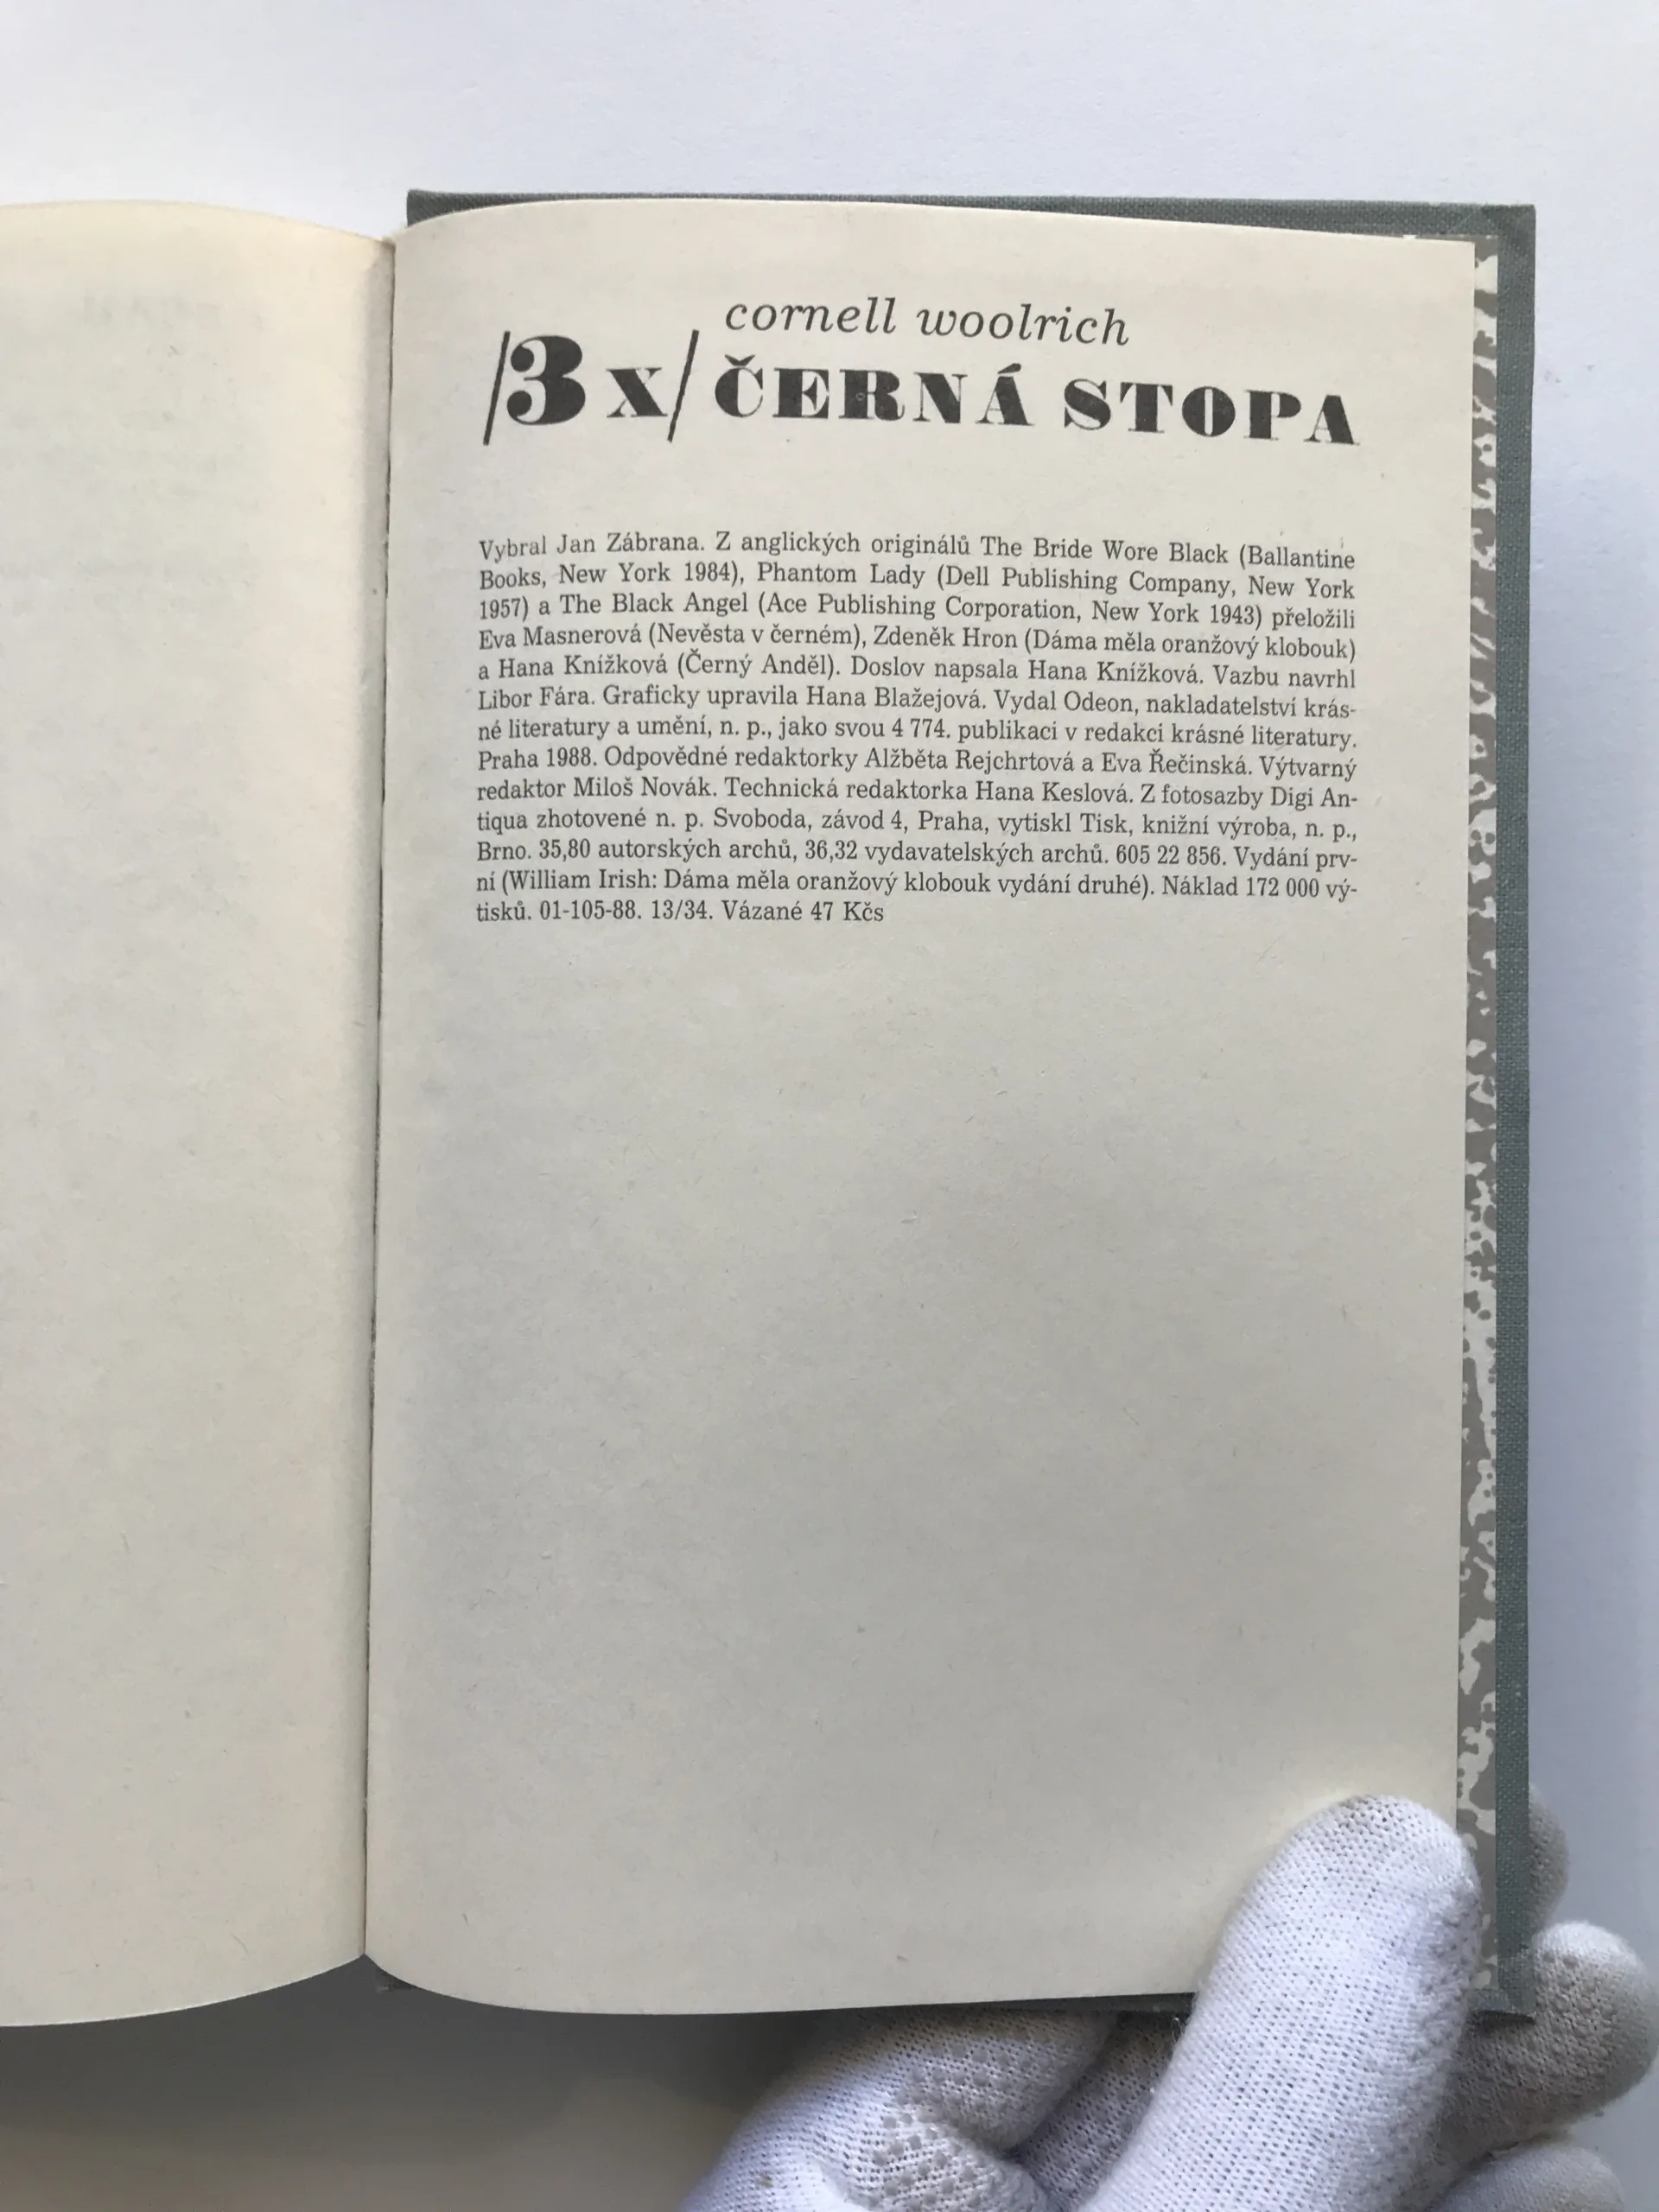 cornell woolrich
/3 x/ ČERNÁ STOPA
Vybral Jan Zábrana. Z anglických originálů The Bride Wore Black (Ballantine
Books, New York 1984), Phantom Lady (Dell Publishing Company, New York
1957) a The Black Angel (Ace Publishing Corporation, New York 1943) přeložili
Eva Masnerová (Nevěsta v černém), Zdeněk Hron (Dáma měla oranžový klobouk)
a Hana Knížková (Černý Anděl). Doslov napsala Hana Knížková. Vazbu navrhl
Libor Fára. Graficky upravila Hana Blažejová. Vydal Odeon, nakladatelství krás-
né literatury a umění, n. p., jako svou 4 774. publikaci v redakci krásné literatury.
Praha 1988. Odpovědné redaktorky Alžběta Rejchrtová a Eva Řečinská. Výtvarný
redaktor Miloš Novák. Technická redaktorka Hana Keslová. Z fotosazby Digi An-
tiqua zhotovené n. p. Svoboda, závod 4, Praha, vytiskl Tisk, knižní výroba, n. p.,
Brno. 35,80 autorských archů, 36,32 vydavatelských archů. 605 22 856. Vydání prv-
ní (William Irish: Dáma měla oranžový klobouk vydání druhé). Náklad 172 000 vý-
tisků. 01-105-88. 13/34. Vázané 47 Kčs